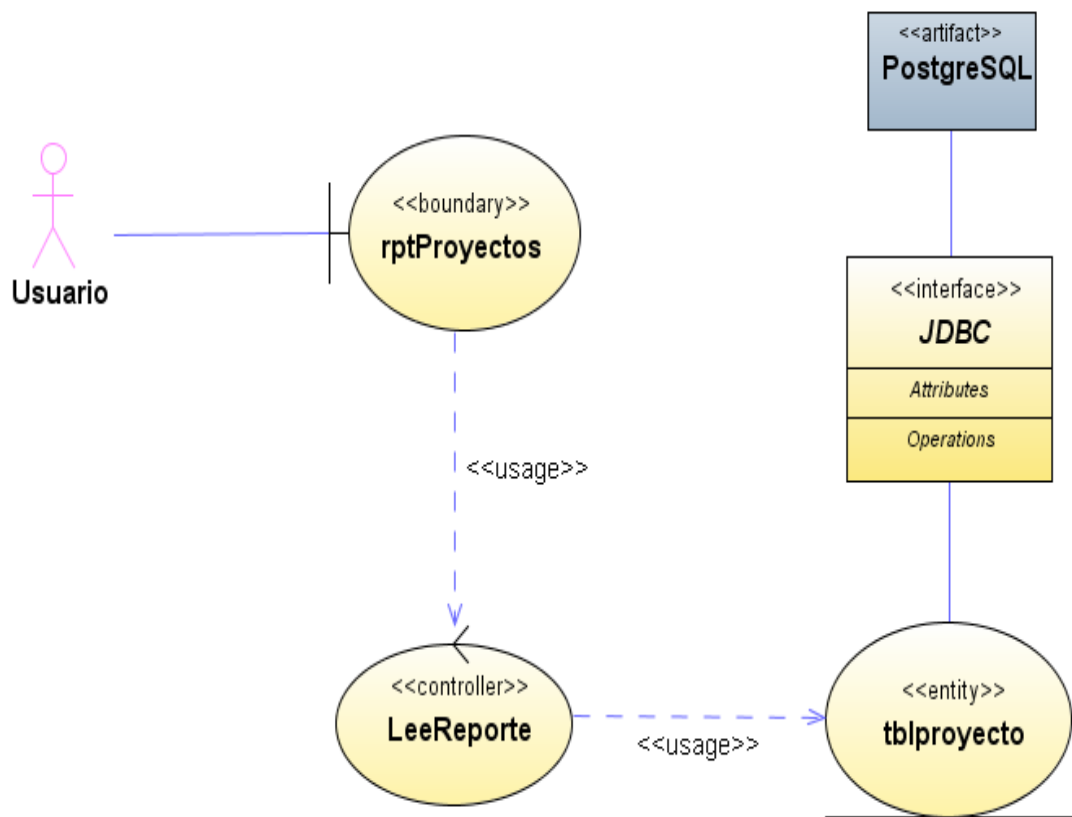 <<artifact>>
PostgreSQL
<<boundary>>
rptProyectos
Usuario
<<interface>>
JDBC
Attributes
Operations
<<usage>>
<<controller>>
LeeReporte
<<usage>>
<<entity>>
tblproyecto